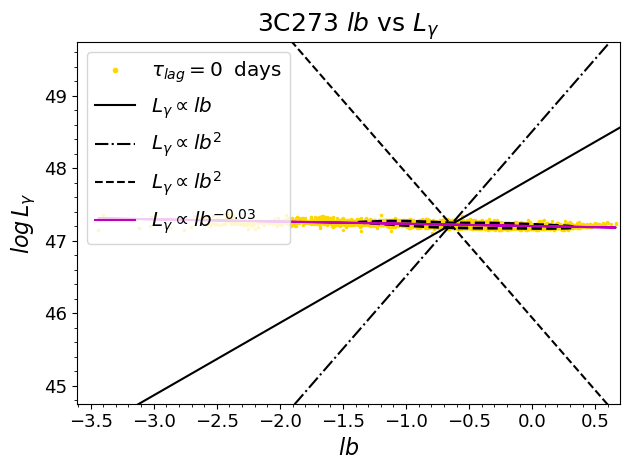 3C273 lb vs Lγ
τlag = 0 days
Lγ ∝ lb
Lγ ∝ lb²
Lγ ∝ lb²
Lγ ∝ lb⁻⁰·⁰³
log Lγ
49
48
47
46
45
−3.5 −3.0 −2.5 −2.0 −1.5 −1.0 −0.5 0.0 0.5
lb